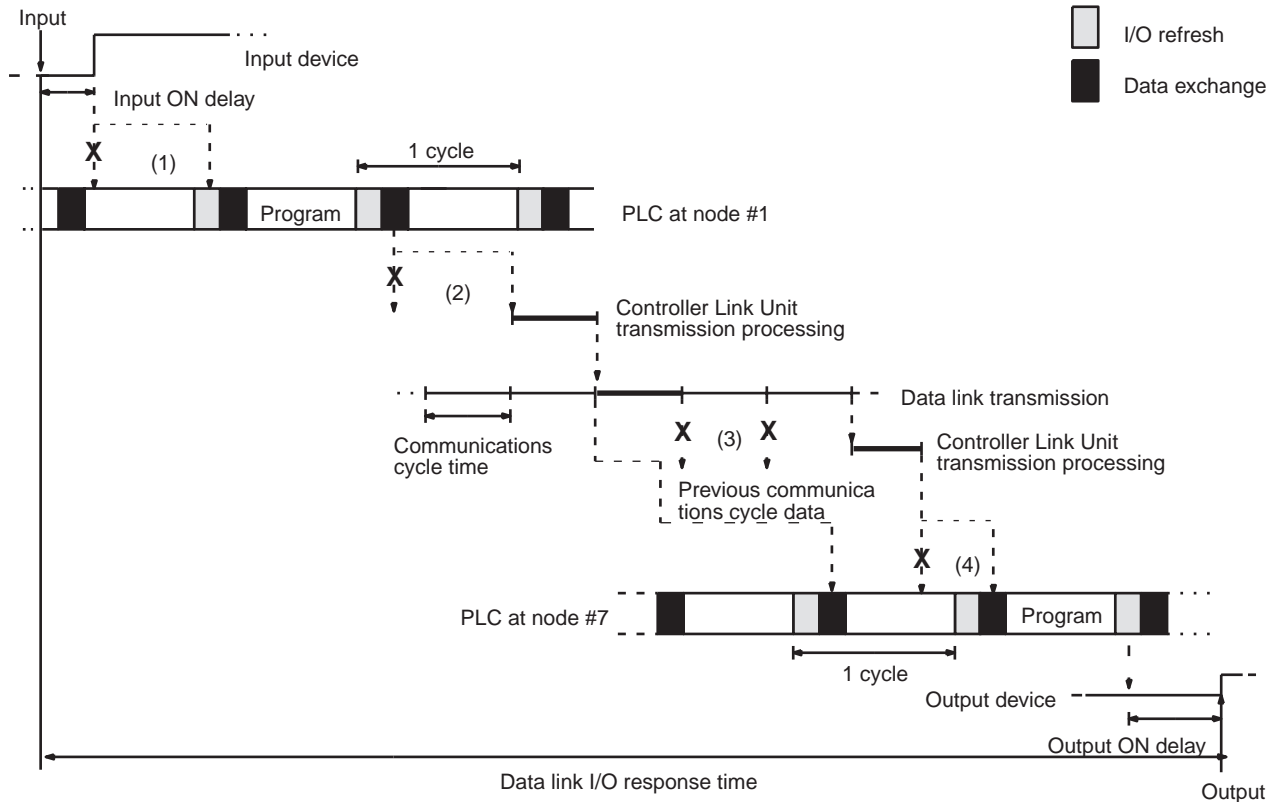 Input
I/O refresh
Input device
Data exchange
Input ON delay
X
(1)
1 cycle
Program
PLC at node #1
X
(2)
Controller Link Unit
transmission processing
Data link transmission
X
(3)
X
Communications
cycle time
Controller Link Unit
transmission processing
Previous communica
tions cycle data
X
(4)
PLC at node #7
Program
1 cycle
Output device
Output ON delay
Data link I/O response time
Output